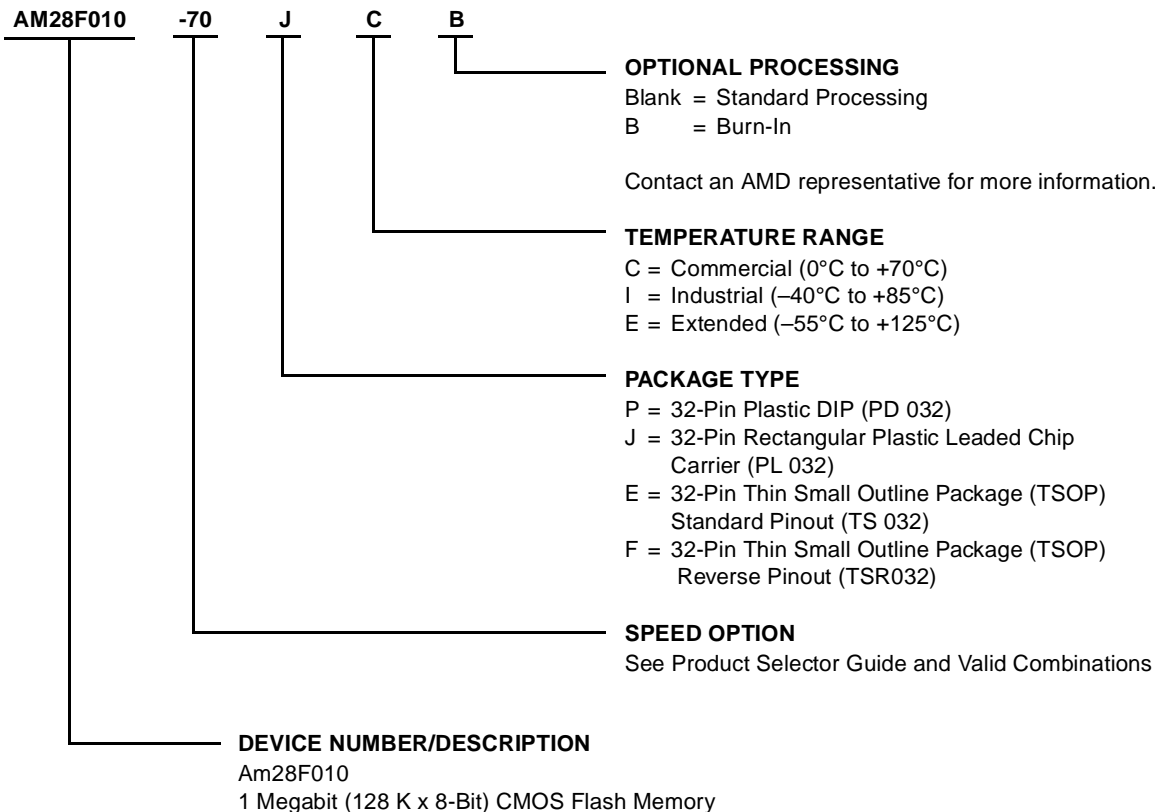 AM28F010 -70 J C B
OPTIONAL PROCESSING
Blank = Standard Processing
B = Burn-In
Contact an AMD representative for more information.
TEMPERATURE RANGE
C = Commercial (0°C to +70°C)
I = Industrial (–40°C to +85°C)
E = Extended (–55°C to +125°C)
PACKAGE TYPE
P = 32-Pin Plastic DIP (PD 032)
J = 32-Pin Rectangular Plastic Leaded Chip
Carrier (PL 032)
E = 32-Pin Thin Small Outline Package (TSOP)
Standard Pinout (TS 032)
F = 32-Pin Thin Small Outline Package (TSOP)
Reverse Pinout (TSR032)
SPEED OPTION
See Product Selector Guide and Valid Combinations
DEVICE NUMBER/DESCRIPTION
Am28F010
1 Megabit (128 K x 8-Bit) CMOS Flash Memory